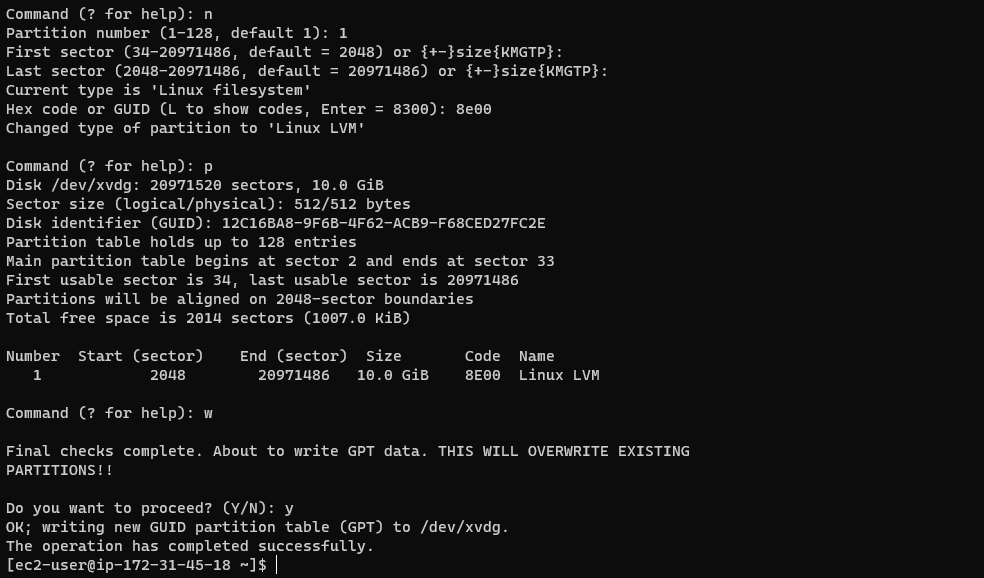 Command (? for help): n
Partition number (1-128, default 1): 1
First sector (34-20971486, default = 2048) or {+-}size{KMGTP}:
Last sector (2048-20971486, default = 20971486) or {+-}size{KMGTP}:
Current type is 'Linux filesystem'
Hex code or GUID (L to show codes, Enter = 8300): 8e00
Changed type of partition to 'Linux LVM'
Command (? for help): p
Disk /dev/xvdg: 20971520 sectors, 10.0 GiB
Sector size (logical/physical): 512/512 bytes
Disk identifier (GUID): 12C16BA8-9F6B-4F62-ACB9-F68CED27FC2E
Partition table holds up to 128 entries
Main partition table begins at sector 2 and ends at sector 33
First usable sector is 34, last usable sector is 20971486
Partitions will be aligned on 2048-sector boundaries
Total free space is 2014 sectors (1007.0 KiB)
Number  Start (sector)    End (sector)  Size       Code  Name
   1            2048        20971486   10.0 GiB    8E00  Linux LVM
Command (? for help): w
Final checks complete. About to write GPT data. THIS WILL OVERWRITE EXISTING
PARTITIONS!!
Do you want to proceed? (Y/N): y
OK; writing new GUID partition table (GPT) to /dev/xvdg.
The operation has completed successfully.
[ec2-user@ip-172-31-45-18 ~]$